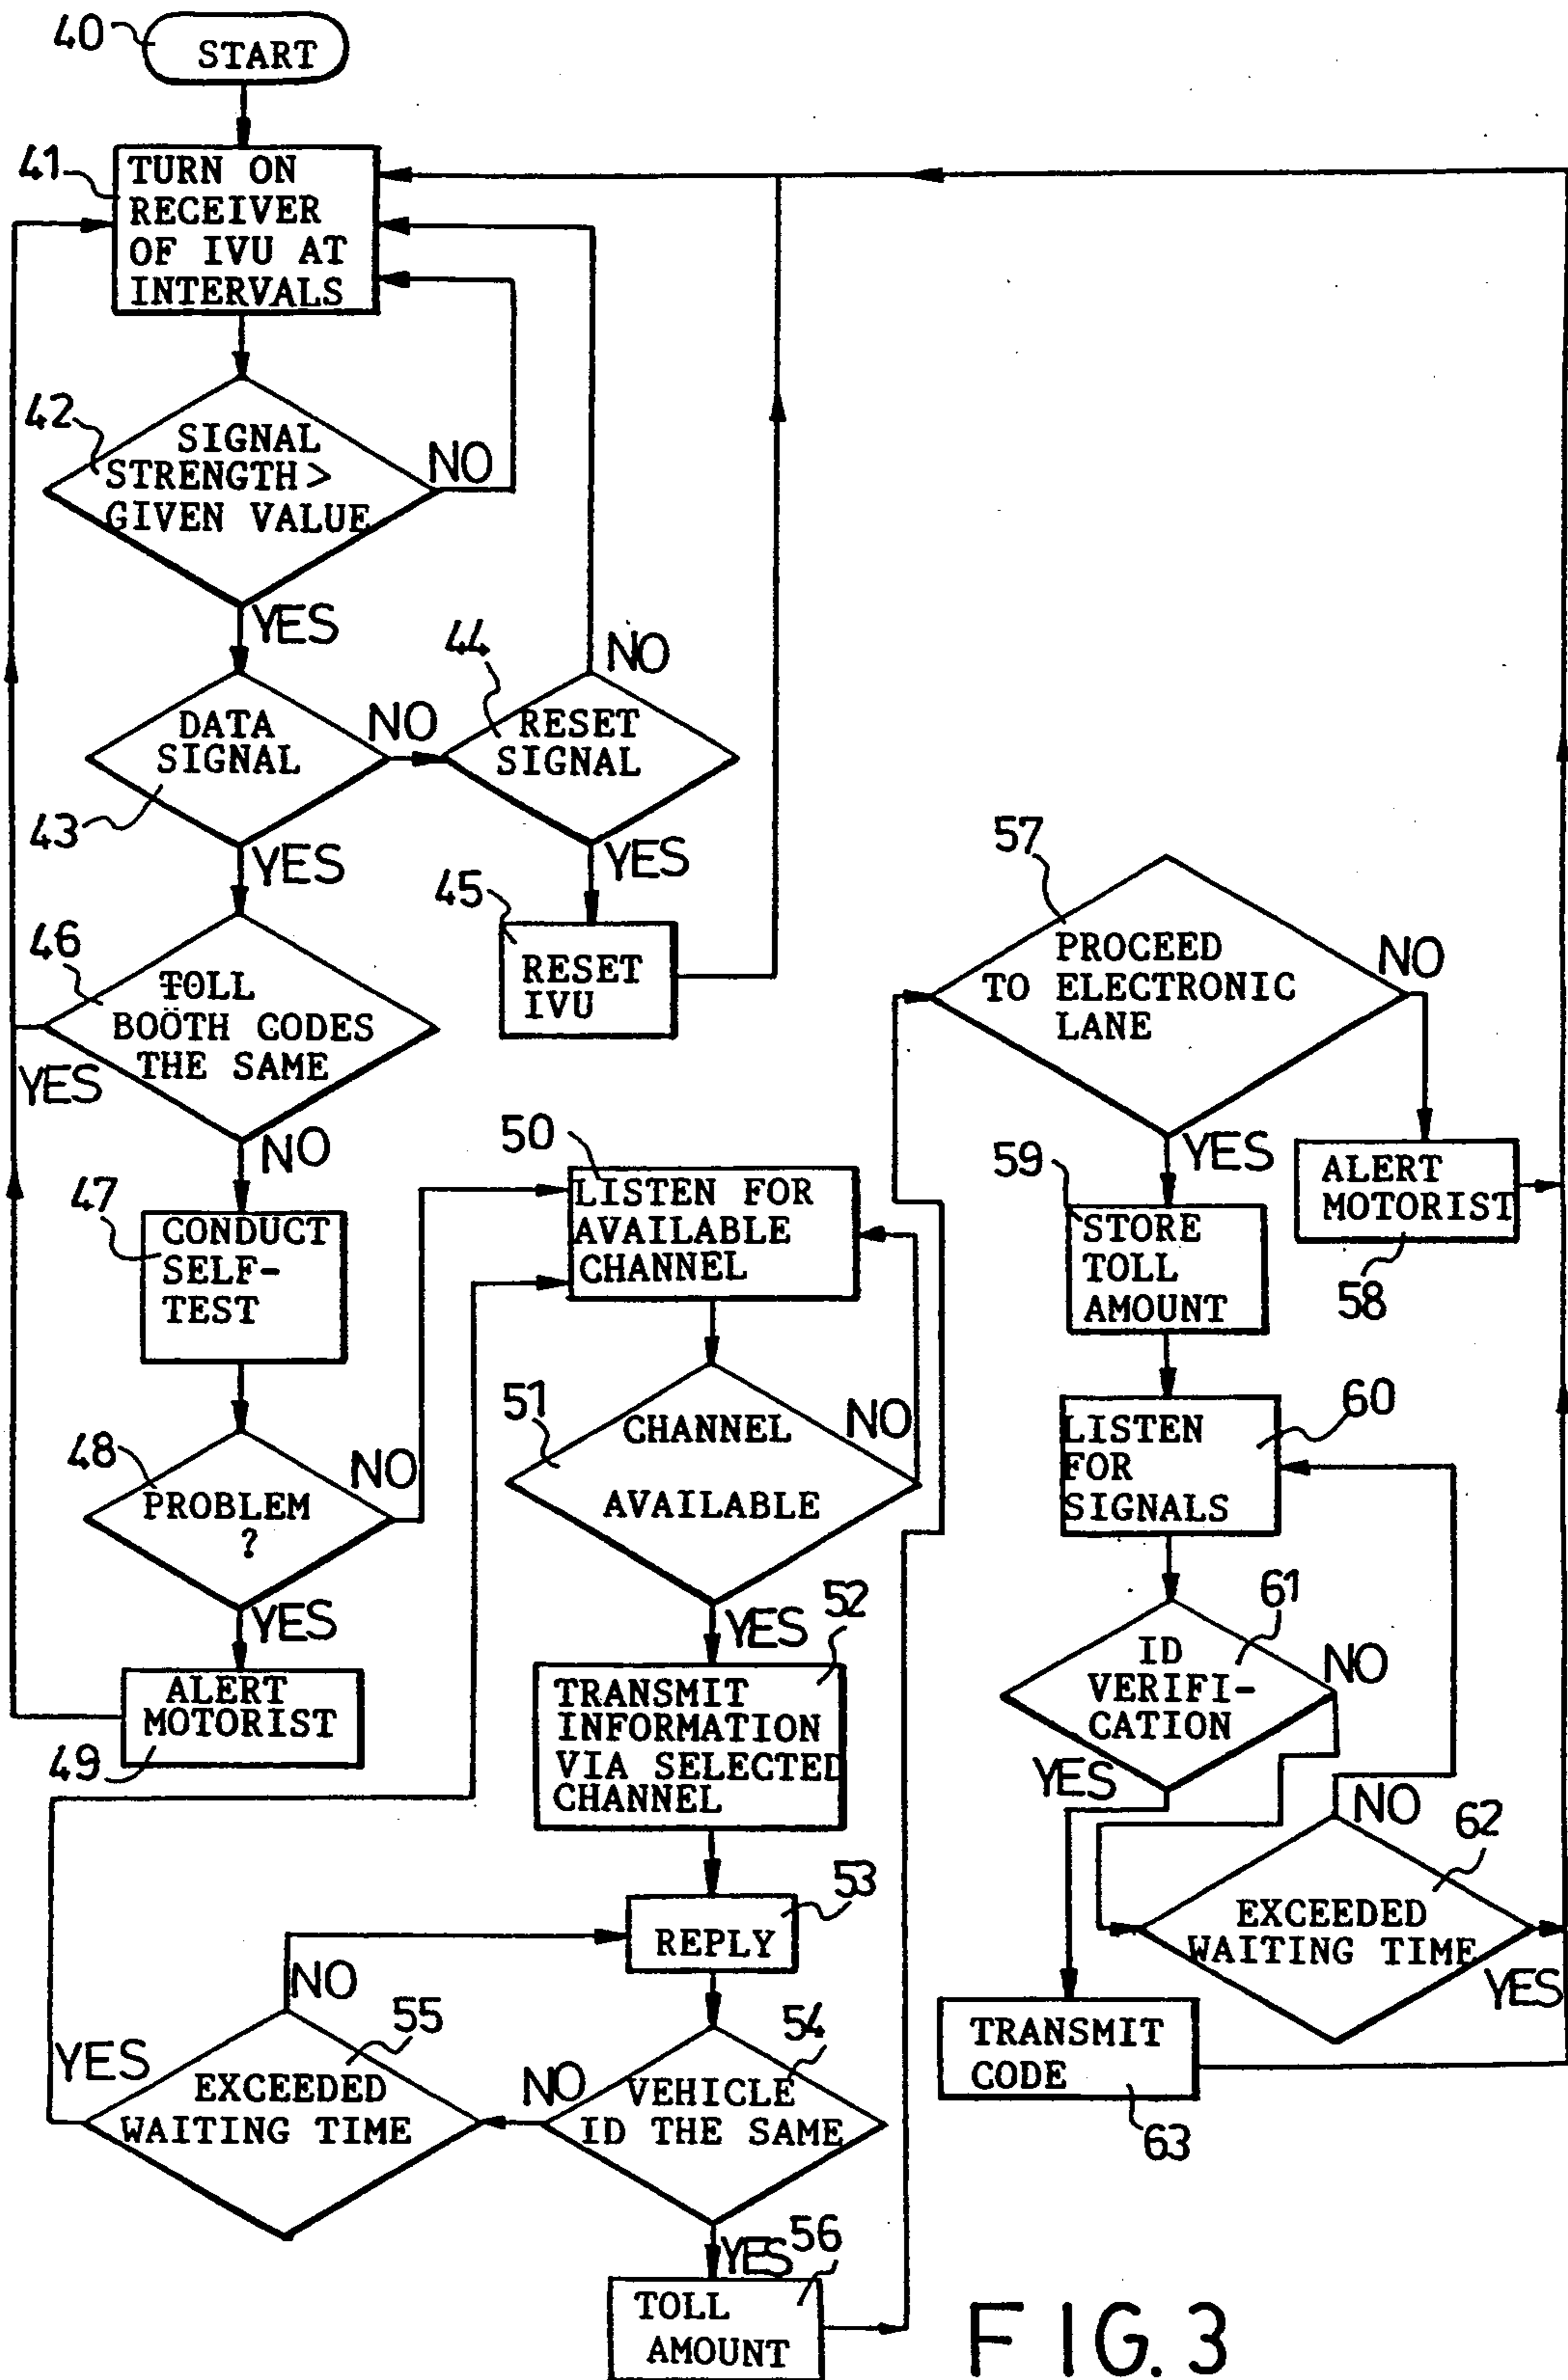 40
START
41
TURN ON
RECEIVER
OF IVU AT
INTERVALS
42
SIGNAL
STRENGTH >
GIVEN VALUE
NO
YES
43
DATA
SIGNAL
NO
YES
44
RESET
SIGNAL
NO
YES
45
RESET
IVU
46
TOLL
BOOTH CODES
THE SAME
YES
NO
47
CONDUCT
SELF-
TEST
48
PROBLEM
?
NO
YES
ALERT
MOTORIST
49
50
LISTEN FOR
AVAILABLE
CHANNEL
51
CHANNEL
AVAILABLE
NO
YES
52
TRANSMIT
INFORMATION
VIA SELECTED
CHANNEL
53
REPLY
54
VEHICLE
ID THE SAME
NO
YES
55
EXCEEDED
WAITING TIME
NO
YES
56
TOLL
AMOUNT
57
PROCEED
TO ELECTRONIC
LANE
NO
YES
ALERT
MOTORIST
58
59
STORE
TOLL
AMOUNT
60
LISTEN
FOR
SIGNALS
61
ID
VERIFI-
CATION
NO
YES
62
EXCEEDED
WAITING TIME
NO
YES
TRANSMIT
CODE
63
FIG. 3